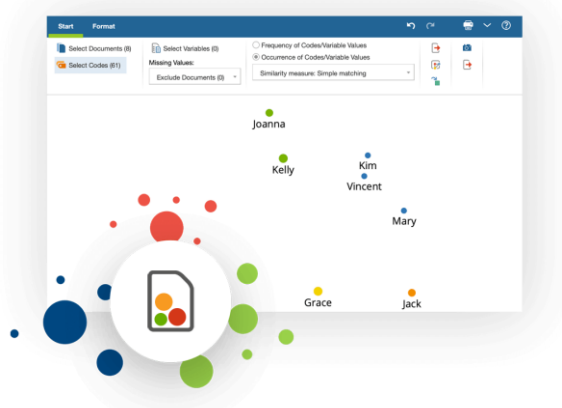 Start Format
Select Documents (8)
Select Variables (0)
Frequency of Codes/Variable Values
Select Codes (61)
Missing Values:
Occurrence of Codes/Variable Values
Exclude Documents (0)
Similarity measure: Simple matching
Joanna
Kelly
Kim
Vincent
Mary
Grace
Jack